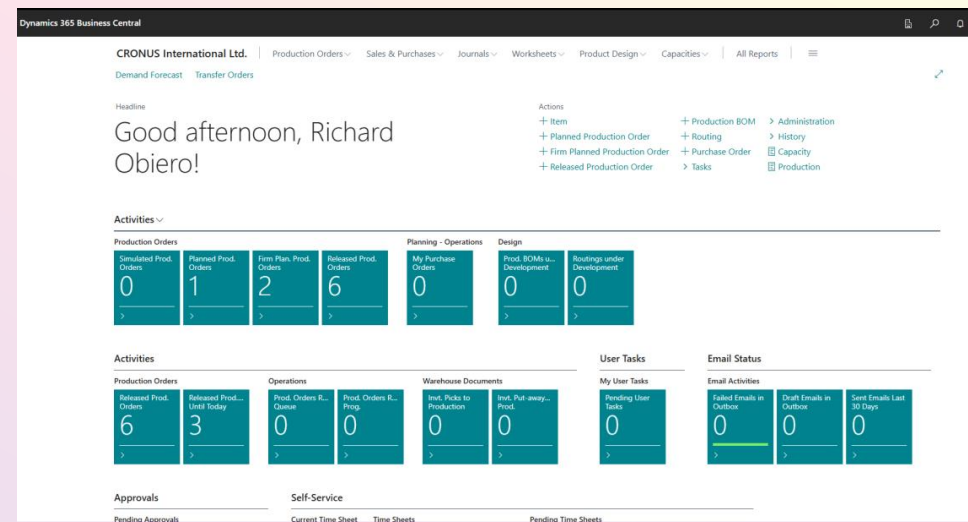 Dynamics 365 Business Central
CRONUS International Ltd. Production Orders Sales & Purchases Journals Worksheets Product Design Capacities All Reports
Demand Forecast Transfer Orders
Headline
Good afternoon, Richard
Obiero!
Actions
+ Item
+ Planned Production Order
+ Firm Planned Production Order
+ Released Production Order
+ Production BOM
+ Routing
+ Purchase Order
> Tasks
> Administration
> History
Capacity
Production
Activities
Production Orders
Simulated Prod.
Orders
0
>
Planned Prod.
Orders
1
>
Firm Plan. Prod.
Orders
2
>
Released Prod.
Orders
6
>
Planning - Operations
My Purchase
Orders
0
>
Design
Prod. BOMs u...
Development
0
>
Routings under
Development
0
>
Activities
Production Orders
Released Prod.
Orders
6
>
Released Prod....
Until Today
3
>
Operations
Prod. Orders R...
Queue
0
>
Prod. Orders R...
Prog.
0
>
Warehouse Documents
Invt. Picks to
Production
0
>
Invt. Put-away...
Prod.
0
>
User Tasks
My User Tasks
Pending User
Tasks
0
>
Email Status
Email Activities
Failed Emails in
Outbox
0
>
Draft Emails in
Outbox
0
>
Sent Emails Last
30 Days
0
>
Approvals
Pending Approvals
Self-Service
Current Time Sheet Time Sheets Pending Time Sheets